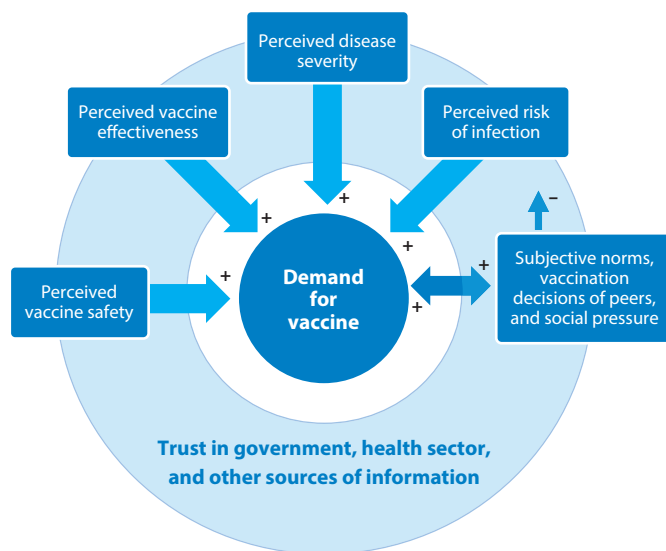 Perceived disease
severity
Perceived vaccine
effectiveness
Perceived risk
of infection
–
+
+
+
Perceived
vaccine safety
+
Demand
for
vaccine
+
+
Subjective norms,
vaccination
decisions of peers,
and social pressure
Trust in government, health sector,
and other sources of information